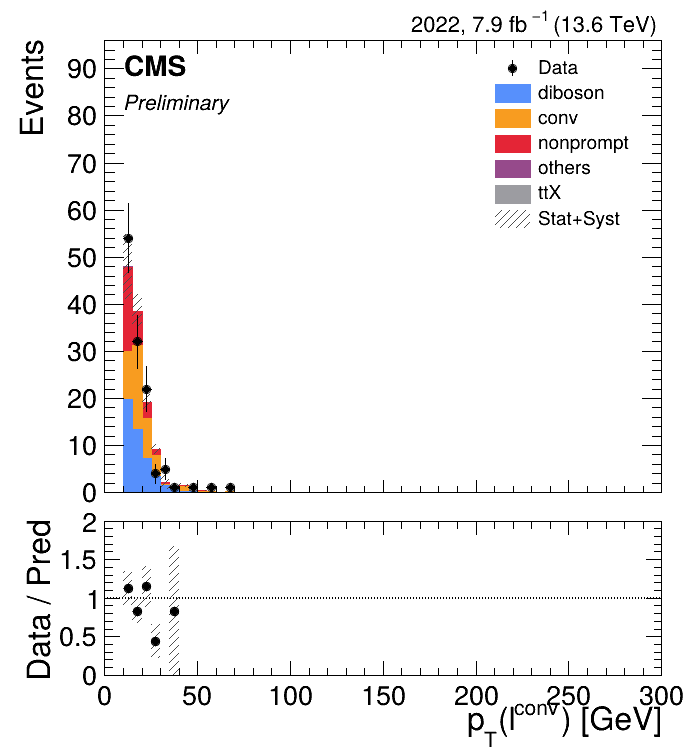 2022, 7.9 fb⁻¹ (13.6 TeV)
CMS
Preliminary
Events
90
80
70
60
50
40
30
20
10
0
Data
diboson
conv
nonprompt
others
ttX
Stat+Syst
Data / Pred
2
1.5
1
0.5
0
0 50 100 150 200 250 300
p_T(l^conv) [GeV]